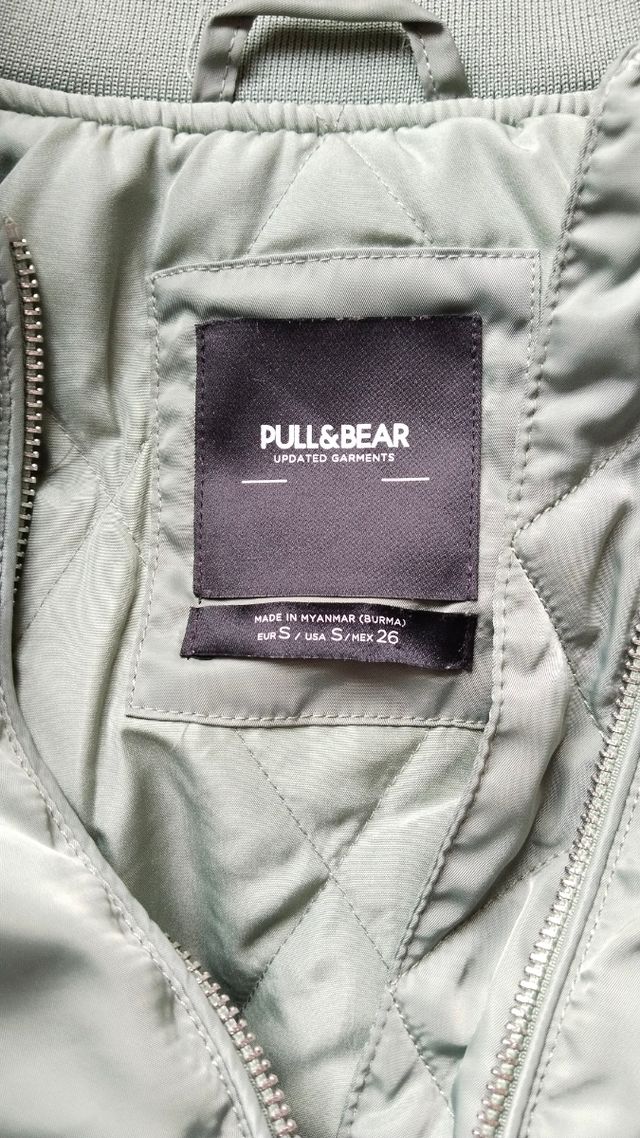 PULL&BEAR
UPDATED GARMENTS
MADE IN MYANMAR (BURMA)
EUR S / USA S / MEX 26